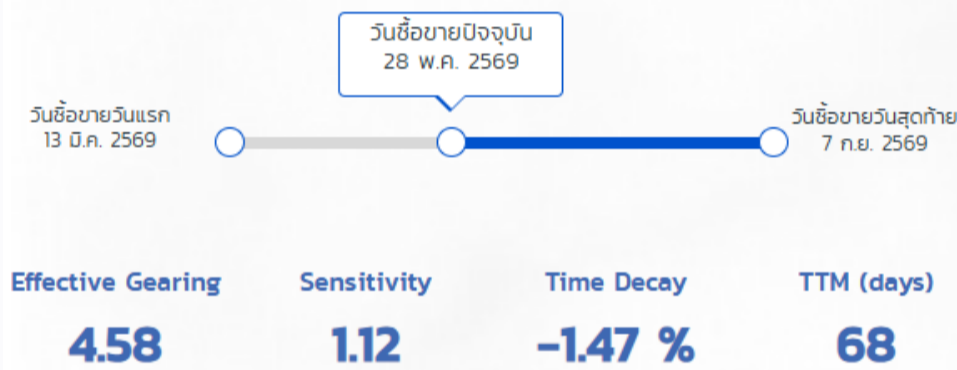 วันซื้อขายปัจจุบัน
28 พ.ค. 2569
วันซื้อขายวันแรก
13 มี.ค. 2569
วันซื้อขายวันสุดท้าย
7 ก.ย. 2569
Effective Gearing
Sensitivity
Time Decay
TTM (days)
4.58
1.12
-1.47 %
68